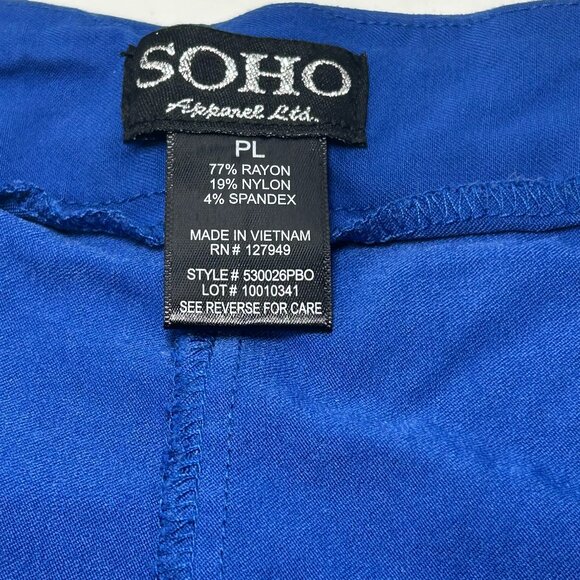 SOHO
Apparel Ltd.
PL
77% RAYON
19% NYLON
4% SPANDEX
MADE IN VIETNAM
RN# 127949
STYLE# 530026PBO
LOT# 10010341
SEE REVERSE FOR CARE